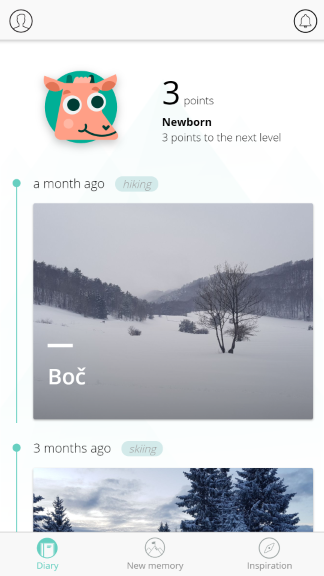 3 points
Newborn
3 points to the next level
a month ago hiking
Boč
3 months ago skiing
Diary New memory Inspiration